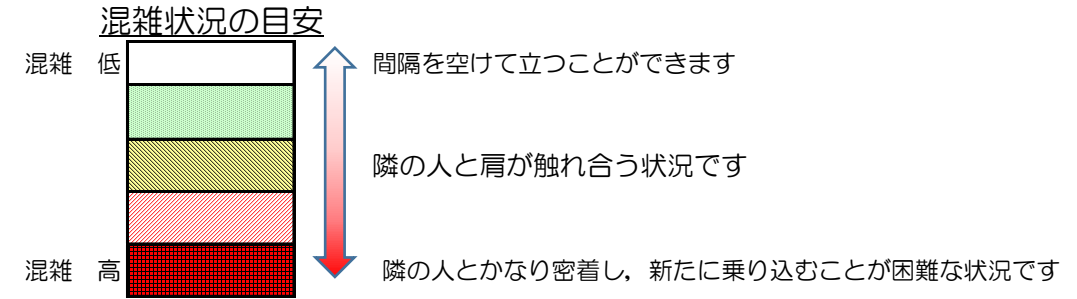 混雑状況の目安
混雑　低　間隔を空けて立つことができます
隣の人と肩が触れ合う状況です
混雑　高　隣の人とかなり密着し，新たに乗り込むことが困難な状況です